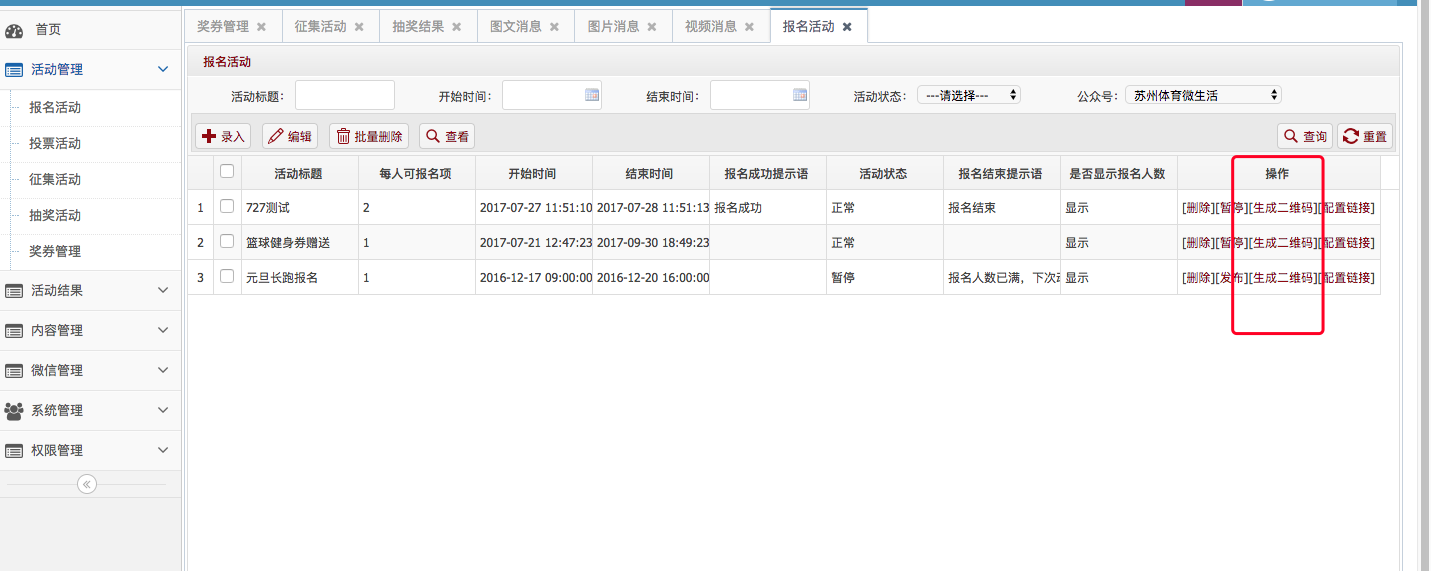 首页
活动管理
报名活动
投票活动
征集活动
抽奖活动
奖券管理
活动结果
内容管理
微信管理
系统管理
权限管理
奖券管理 征集活动 抽奖结果 图文消息 图片消息 视频消息 报名活动
报名活动
活动标题： 开始时间： 结束时间： 活动状态： ---请选择--- 公众号： 苏州体育微生活
录入 编辑 批量删除 查看 查询 重置
活动标题 每人可报名项 开始时间 结束时间 报名成功提示语 活动状态 报名结束提示语 是否显示报名人数 操作
1 727测试 2 2017-07-27 11:51:10 2017-07-28 11:51:13 报名成功 正常 报名结束 显示 [删除][暂停][生成二维码][配置链接]
2 篮球健身券赠送 1 2017-07-21 12:47:23 2017-09-30 18:49:23 正常 显示 [删除][暂停][生成二维码][配置链接]
3 元旦长跑报名 1 2016-12-17 09:00:00 2016-12-20 16:00:00 暂停 报名人数已满，下次 显示 [删除][发布][生成二维码][配置链接]